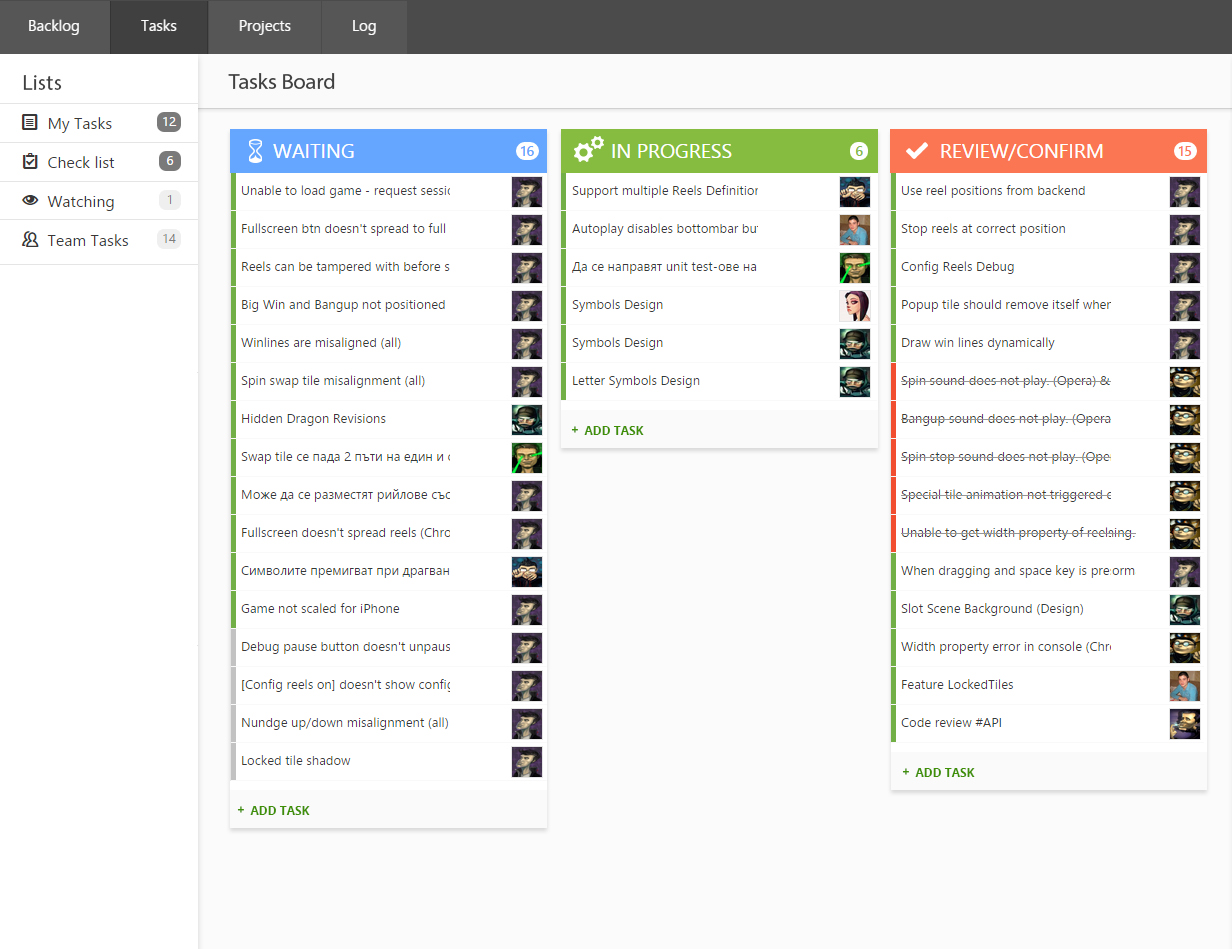 Backlog
Tasks
Projects
Log
Lists
My Tasks 12
Check list 6
Watching 1
Team Tasks 14
Tasks Board
WAITING 16
Unable to load game - request sessic
Fullscreen btn doesn't spread to full
Reels can be tampered with before s
Big Win and Bangup not positioned
Winlines are misaligned (all)
Spin swap tile misalignment (all)
Hidden Dragon Revisions
Swap tile се пада 2 пъти на един и с
Може да се разместят рийлове със
Fullscreen doesn't spread reels (Chro
Символите премигват при драгван
Game not scaled for iPhone
Debug pause button doesn't unpaus
[Config reels on] doesn't show config
Nundge up/down misalignment (all)
Locked tile shadow
+ ADD TASK
IN PROGRESS 6
Support multiple Reels Definition
Autoplay disables bottombar but
Да се направят unit test-ове на
Symbols Design
Symbols Design
Letter Symbols Design
+ ADD TASK
REVIEW/CONFIRM 15
Use reel positions from backend
Stop reels at correct position
Config Reels Debug
Popup tile should remove itself wher
Draw win lines dynamically
Spin sound does not play. (Opera) &
Bangup sound does not play. (Opera
Spin stop sound does not play. (Ope
Special tile animation not triggered c
Unable to get width property of reelsing.
When dragging and space key is preorm
Slot Scene Background (Design)
Width property error in console (Chr
Feature LockedTiles
Code review #API
+ ADD TASK